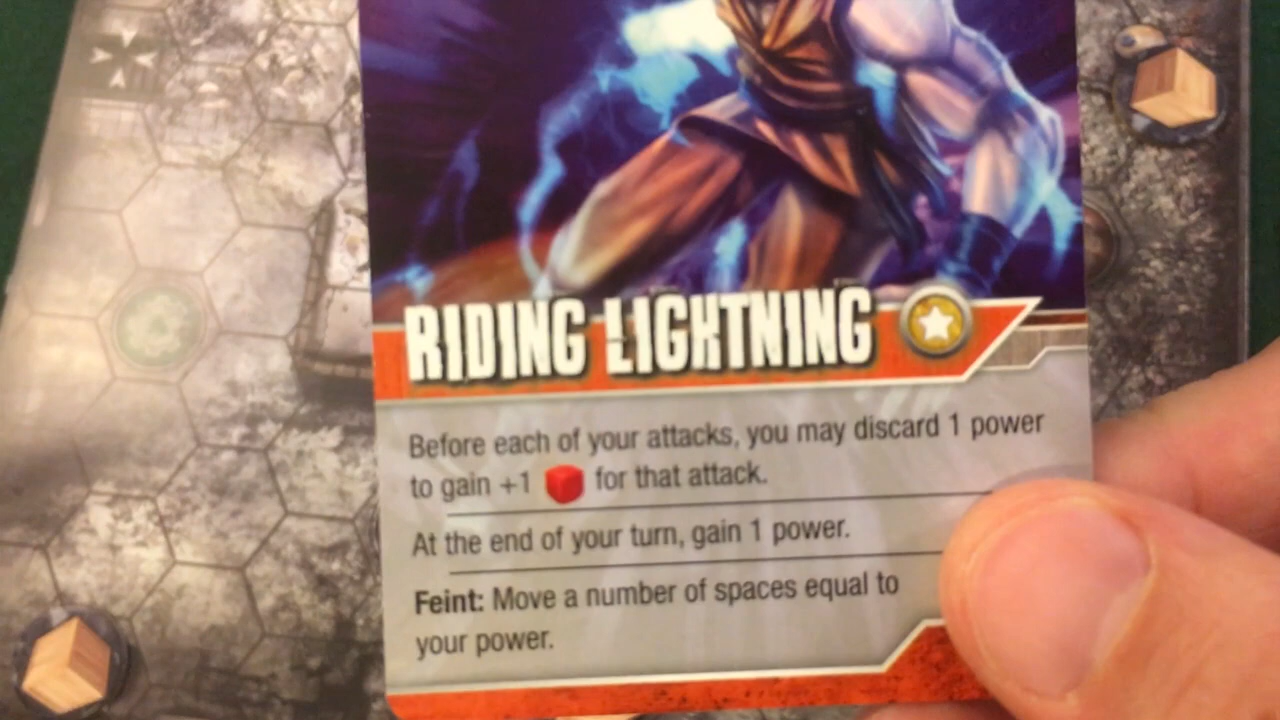 RIDING LIGHTNING
Before each of your attacks, you may discard 1 power
to gain +1 for that attack.
At the end of your turn, gain 1 power.
Feint: Move a number of spaces equal to
your power.